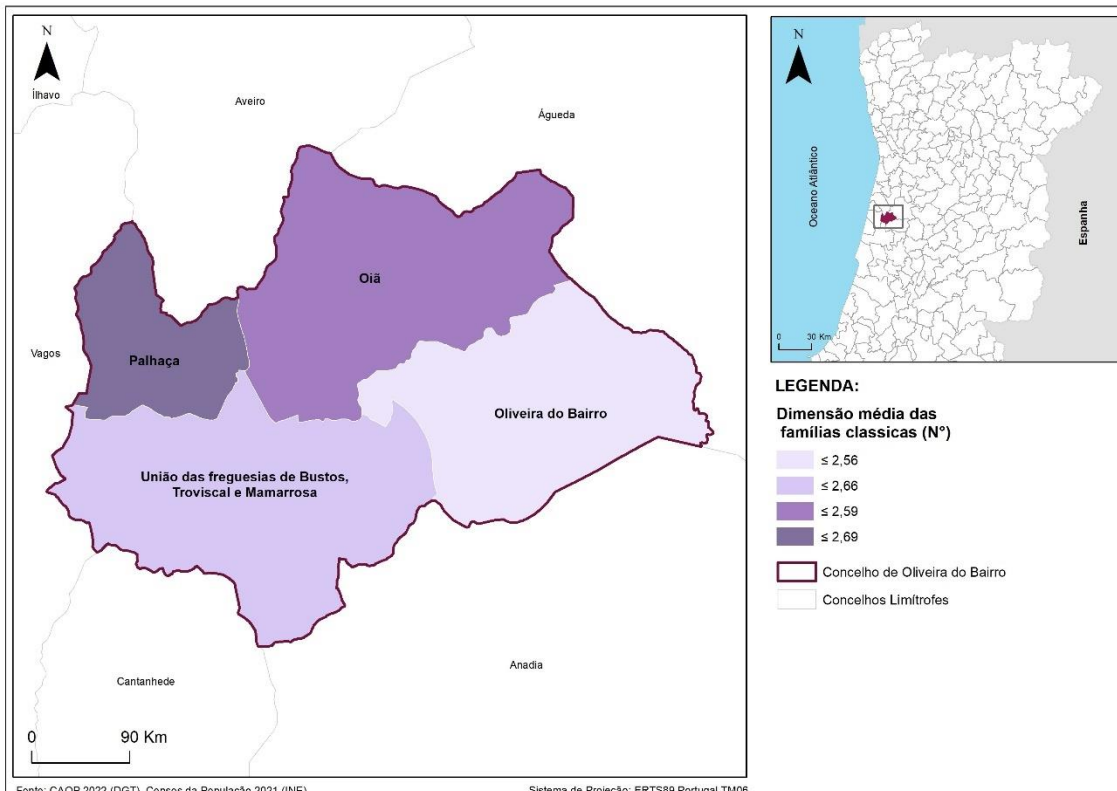 N
Ílhavo
Aveiro
Águeda
Oiã
Vagos
Palhaça
Oliveira do Bairro
União das freguesias de Bustos,
Troviscal e Mamarrosa
Cantanhede
Anadia
0 90 Km
N
Oceano Atlântico
Espanha
0 30 Km
LEGENDA:
Dimensão média das
famílias classicas (N°)
≤ 2,56
≤ 2,66
≤ 2,59
≤ 2,69
Concelho de Oliveira do Bairro
Concelhos Limítrofes
Fonte: CAOP 2022 (DGT), Censos da População 2021 (INE)
Sistema de Projeção: ERTS89 Portugal TM06